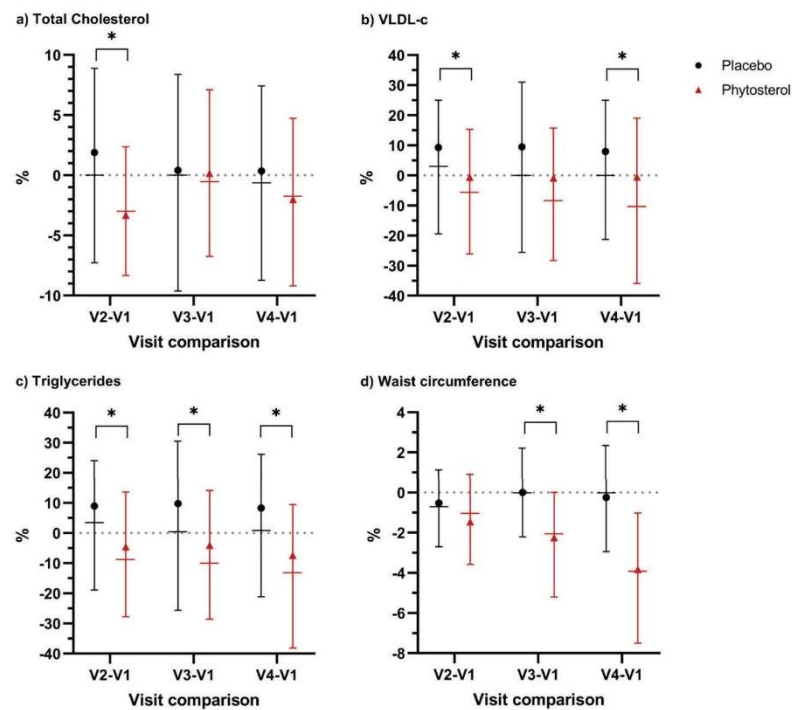 a) Total Cholesterol
*
10
5
0
-5
-10
%
V2-V1 V3-V1 V4-V1
Visit comparison
b) VLDL-c
* *
40
30
20
10
0
-10
-20
-30
-40
%
V2-V1 V3-V1 V4-V1
Visit comparison
Placebo
Phytosterol
c) Triglycerides
* * *
40
30
20
10
0
-10
-20
-30
-40
%
V2-V1 V3-V1 V4-V1
Visit comparison
d) Waist circumference
* *
4
2
0
-2
-4
-6
-8
%
V2-V1 V3-V1 V4-V1
Visit comparison